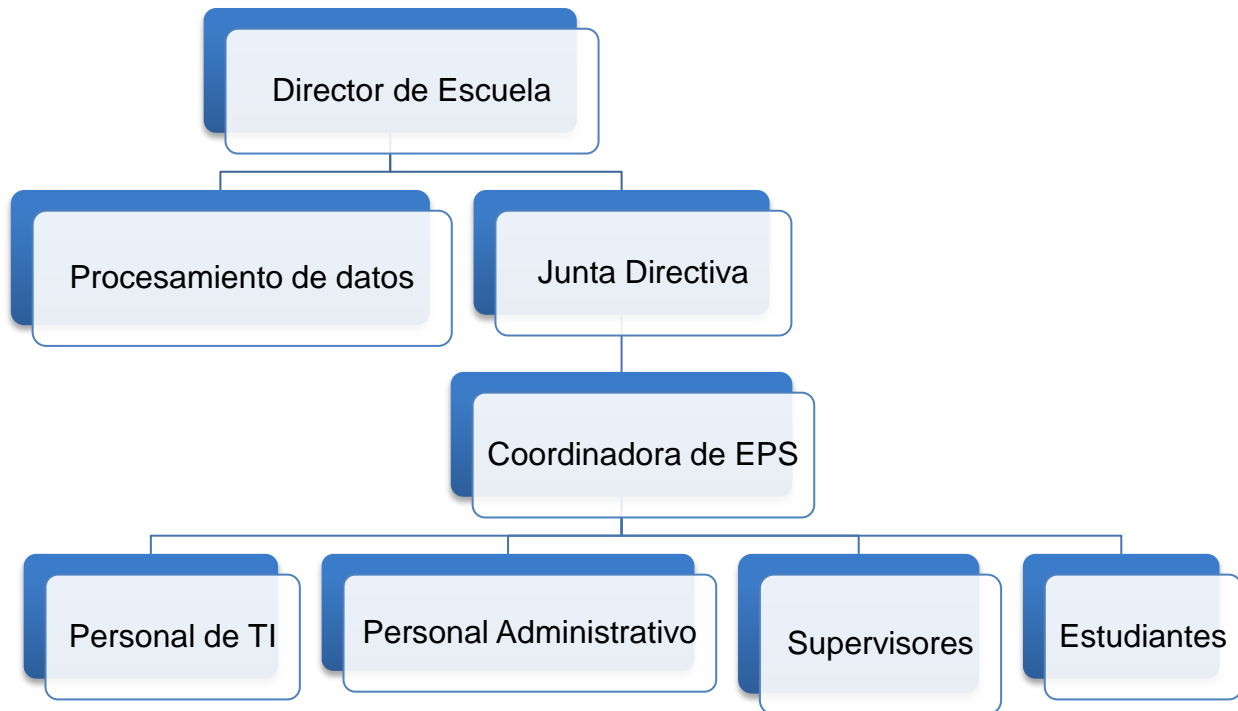 Director de Escuela
Procesamiento de datos
Junta Directiva
Coordinadora de EPS
Personal de TI
Personal Administrativo
Supervisores
Estudiantes